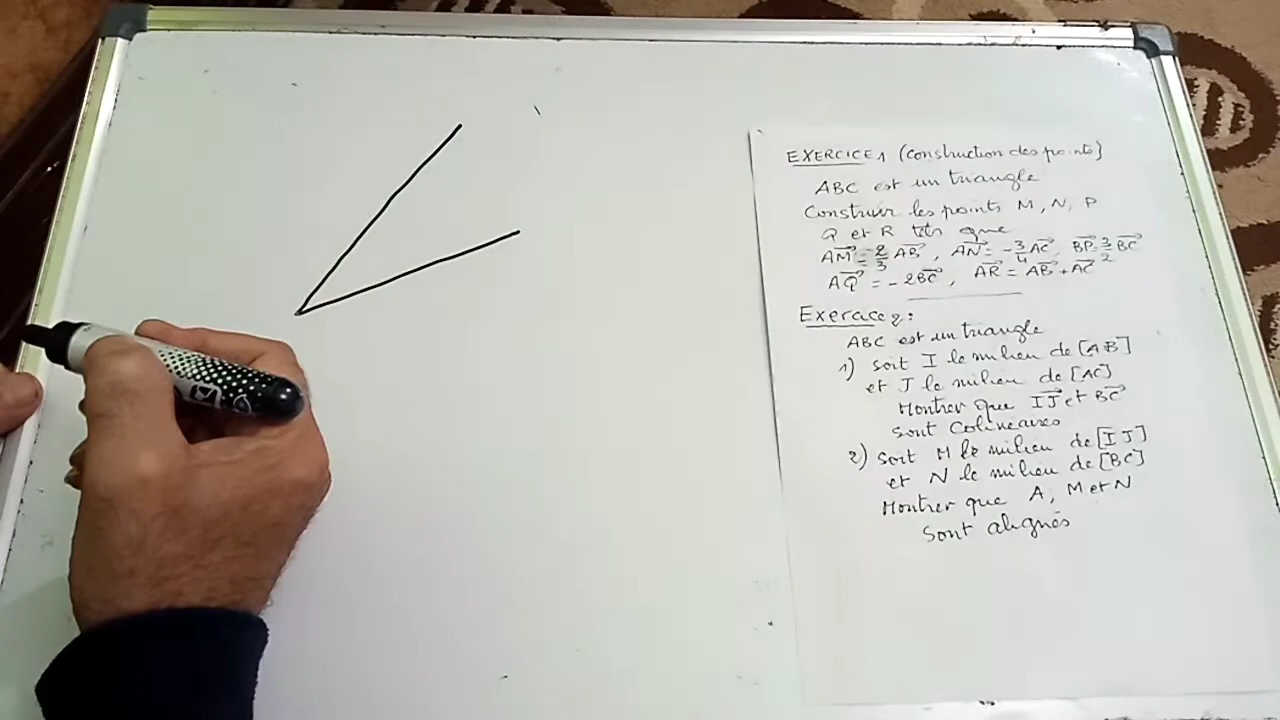 EXERCICE 1 (construction des points)
ABC est un triangle
Construir les points M, N, P
Q et R tels que
AM⃗ = 2/3 AB⃗, AN⃗ = -3/4 AC⃗, BP⃗ = 3/2 BC⃗
AQ⃗ = -2BC⃗, AR⃗ = AB⃗ + AC⃗
Exercice 2:
ABC est un triangle
1) soit I le milieu de [AB]
et J le milieu de [AC]
Montrer que IJ⃗ et BC⃗
sont Colineaires
2) soit M le milieu de [IJ]
et N le milieu de [BC]
Montrer que A, M et N
sont alignés